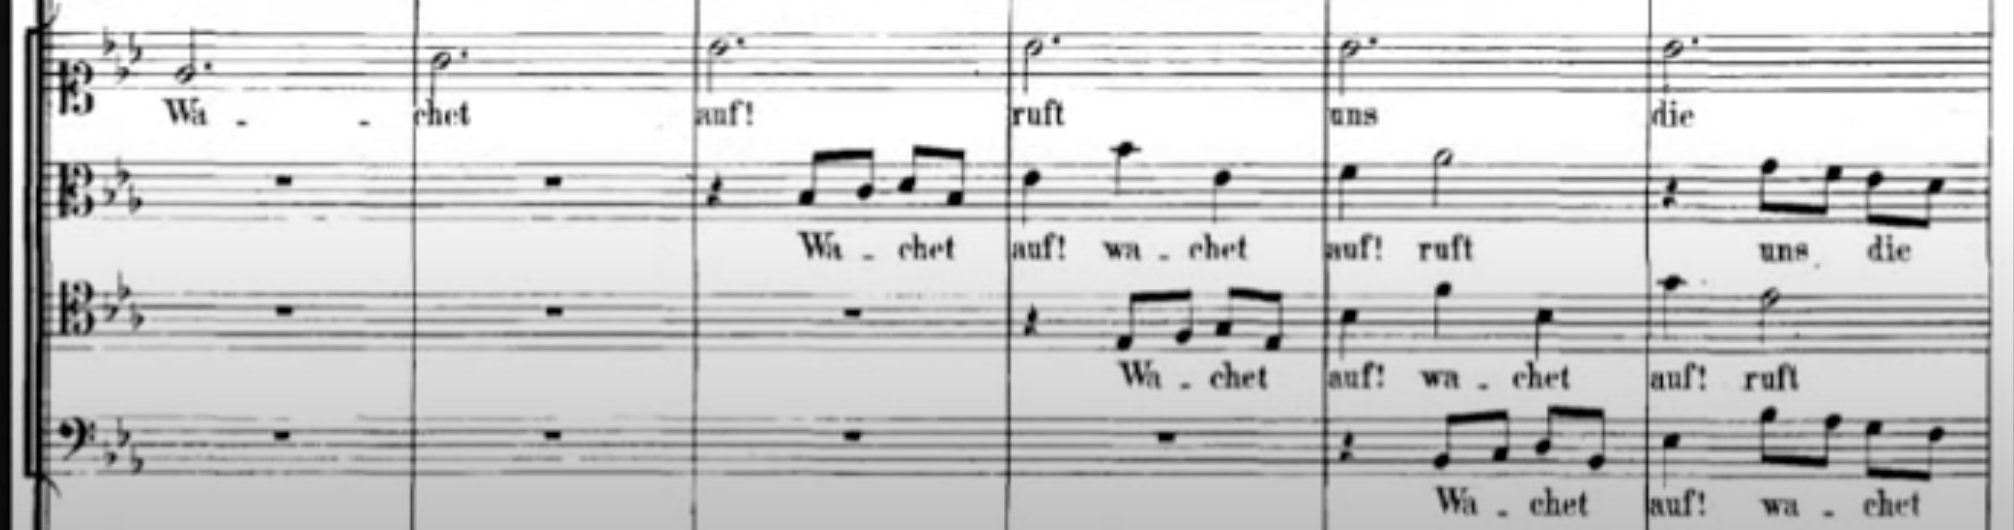 Wa - - chet auf! ruft uns die
Wa - chet auf! wa - chet auf! ruft uns die
Wa - chet auf! wa - chet auf! ruft
Wa - chet auf! wa - chet